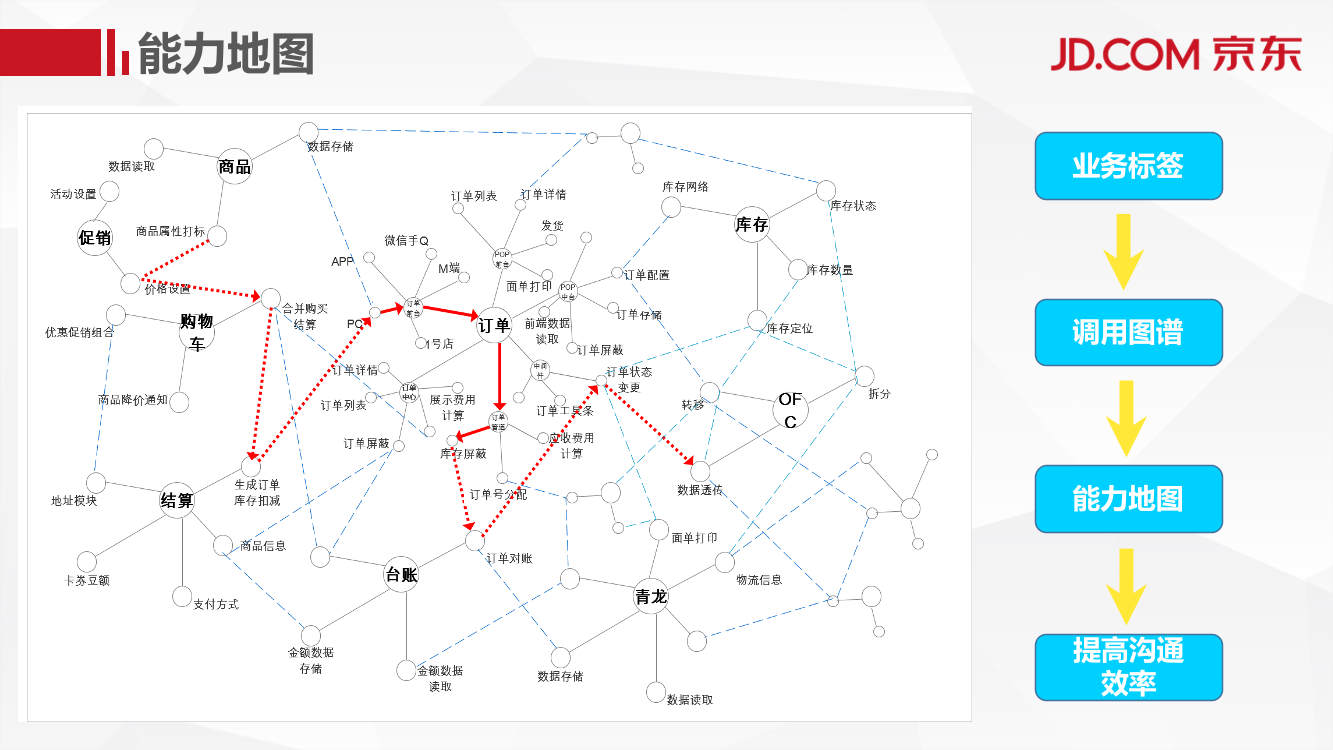 能力地图
JD.COM 京东
数据存储
数据读取
商品
活动设置
促销
商品属性打标
价格设置
合并购买
结算
购物
车
优惠促销组合
商品降价通知
订单列表
订单详情
微信手Q
发货
APP
M端
POP
前台
面单打印
POP
中台
订单配置
订单存储
订单
前台
PC
1号店
订单
前端数据
读取
订单屏蔽
库存网络
库存状态
库存
库存数量
库存定位
订单详情
订单列表
订单
中心
展示费用
计算
订单屏蔽
中间
件
订单状态
变更
订单工具条
订单
管道
应收费用
计算
库存屏蔽
订单号分配
转移
OF
C
拆分
数据透传
地址模块
结算
生成订单
库存扣减
商品信息
卡券豆额
支付方式
台账
订单对账
金额数据
存储
金额数据
读取
面单打印
物流信息
青龙
数据存储
数据读取
业务标签
调用图谱
能力地图
提高沟通
效率